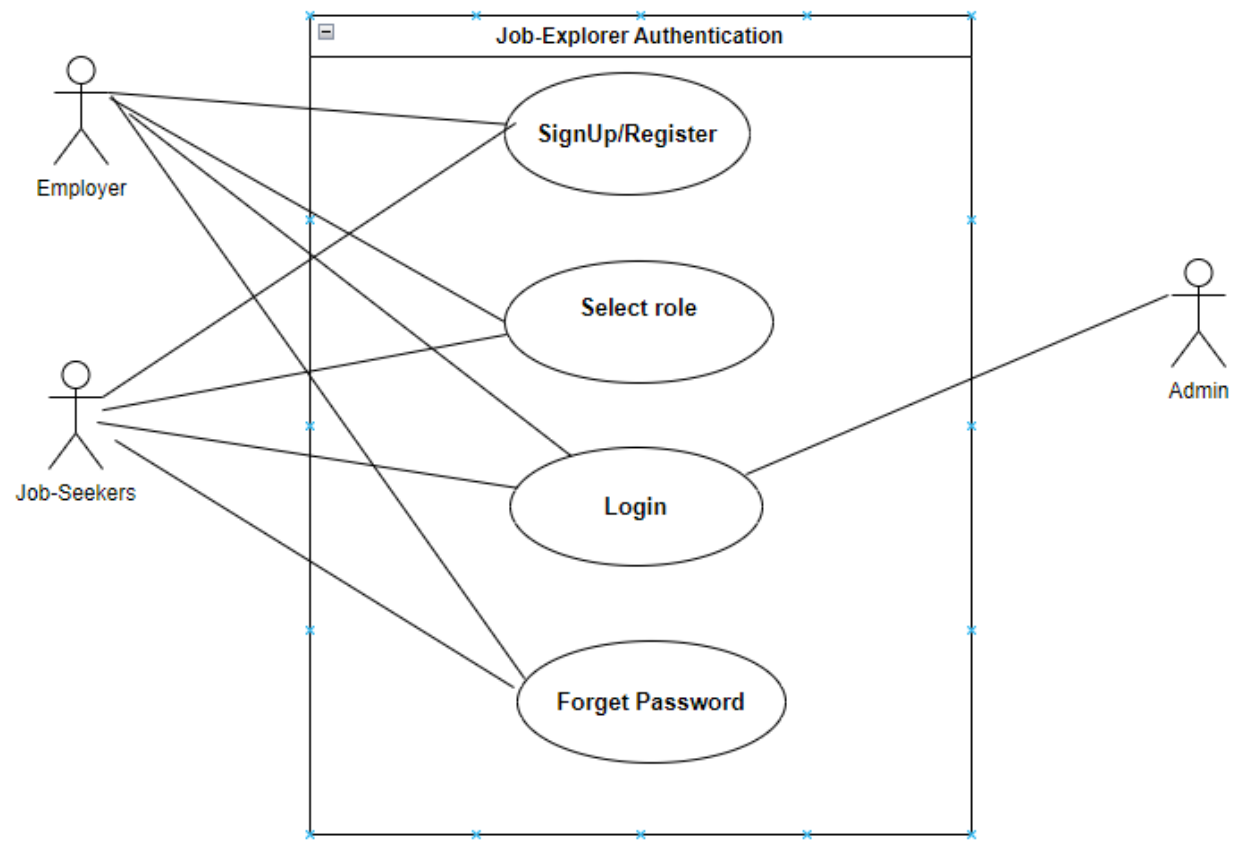 Job-Explorer Authentication
SignUp/Register
Employer
Select role
Admin
Job-Seekers
Login
Forget Password